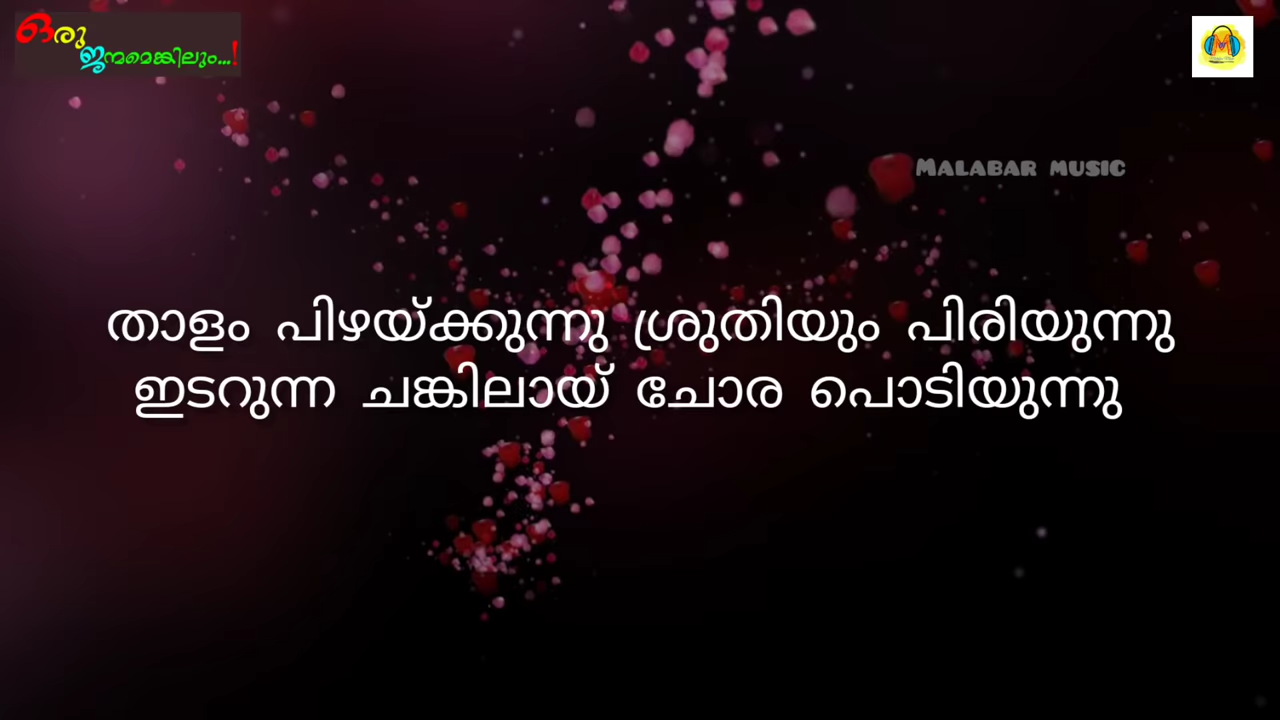 ഒരു
ജന്മമെങ്കിലും...!
MALABAR MUSIC
താളം പിഴയ്ക്കുന്നു ശ്രുതിയും പിരിയുന്നു
ഇടറുന്ന ചങ്കിലായ് ചോര പൊടിയുന്നു